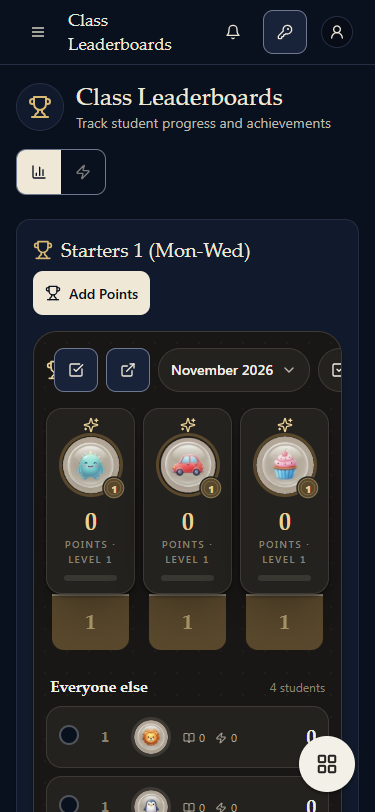 Class
Leaderboards
Class Leaderboards
Track student progress and achievements
Starters 1 (Mon-Wed)
Add Points
November 2026
1 1 1
0 0 0
POINTS · POINTS · POINTS ·
LEVEL 1 LEVEL 1 LEVEL 1
1 1 1
Everyone else 4 students
1 0 0 0
1 0 0